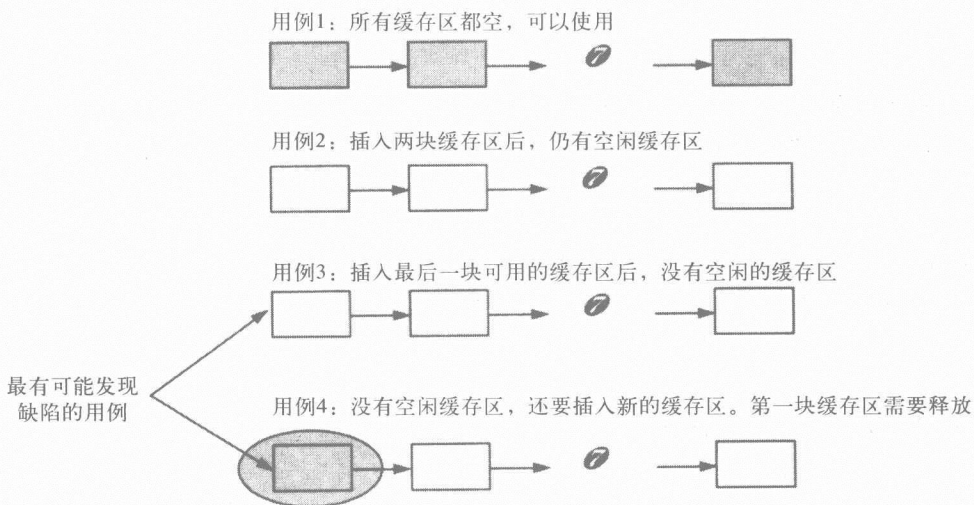 用例1：所有缓存区都空，可以使用
7
用例2：插入两块缓存区后，仍有空闲缓存区
7
用例3：插入最后一块可用的缓存区后，没有空闲的缓存区
7
最有可能发现
缺陷的用例
用例4：没有空闲缓存区，还要插入新的缓存区。第一块缓存区需要释放
7